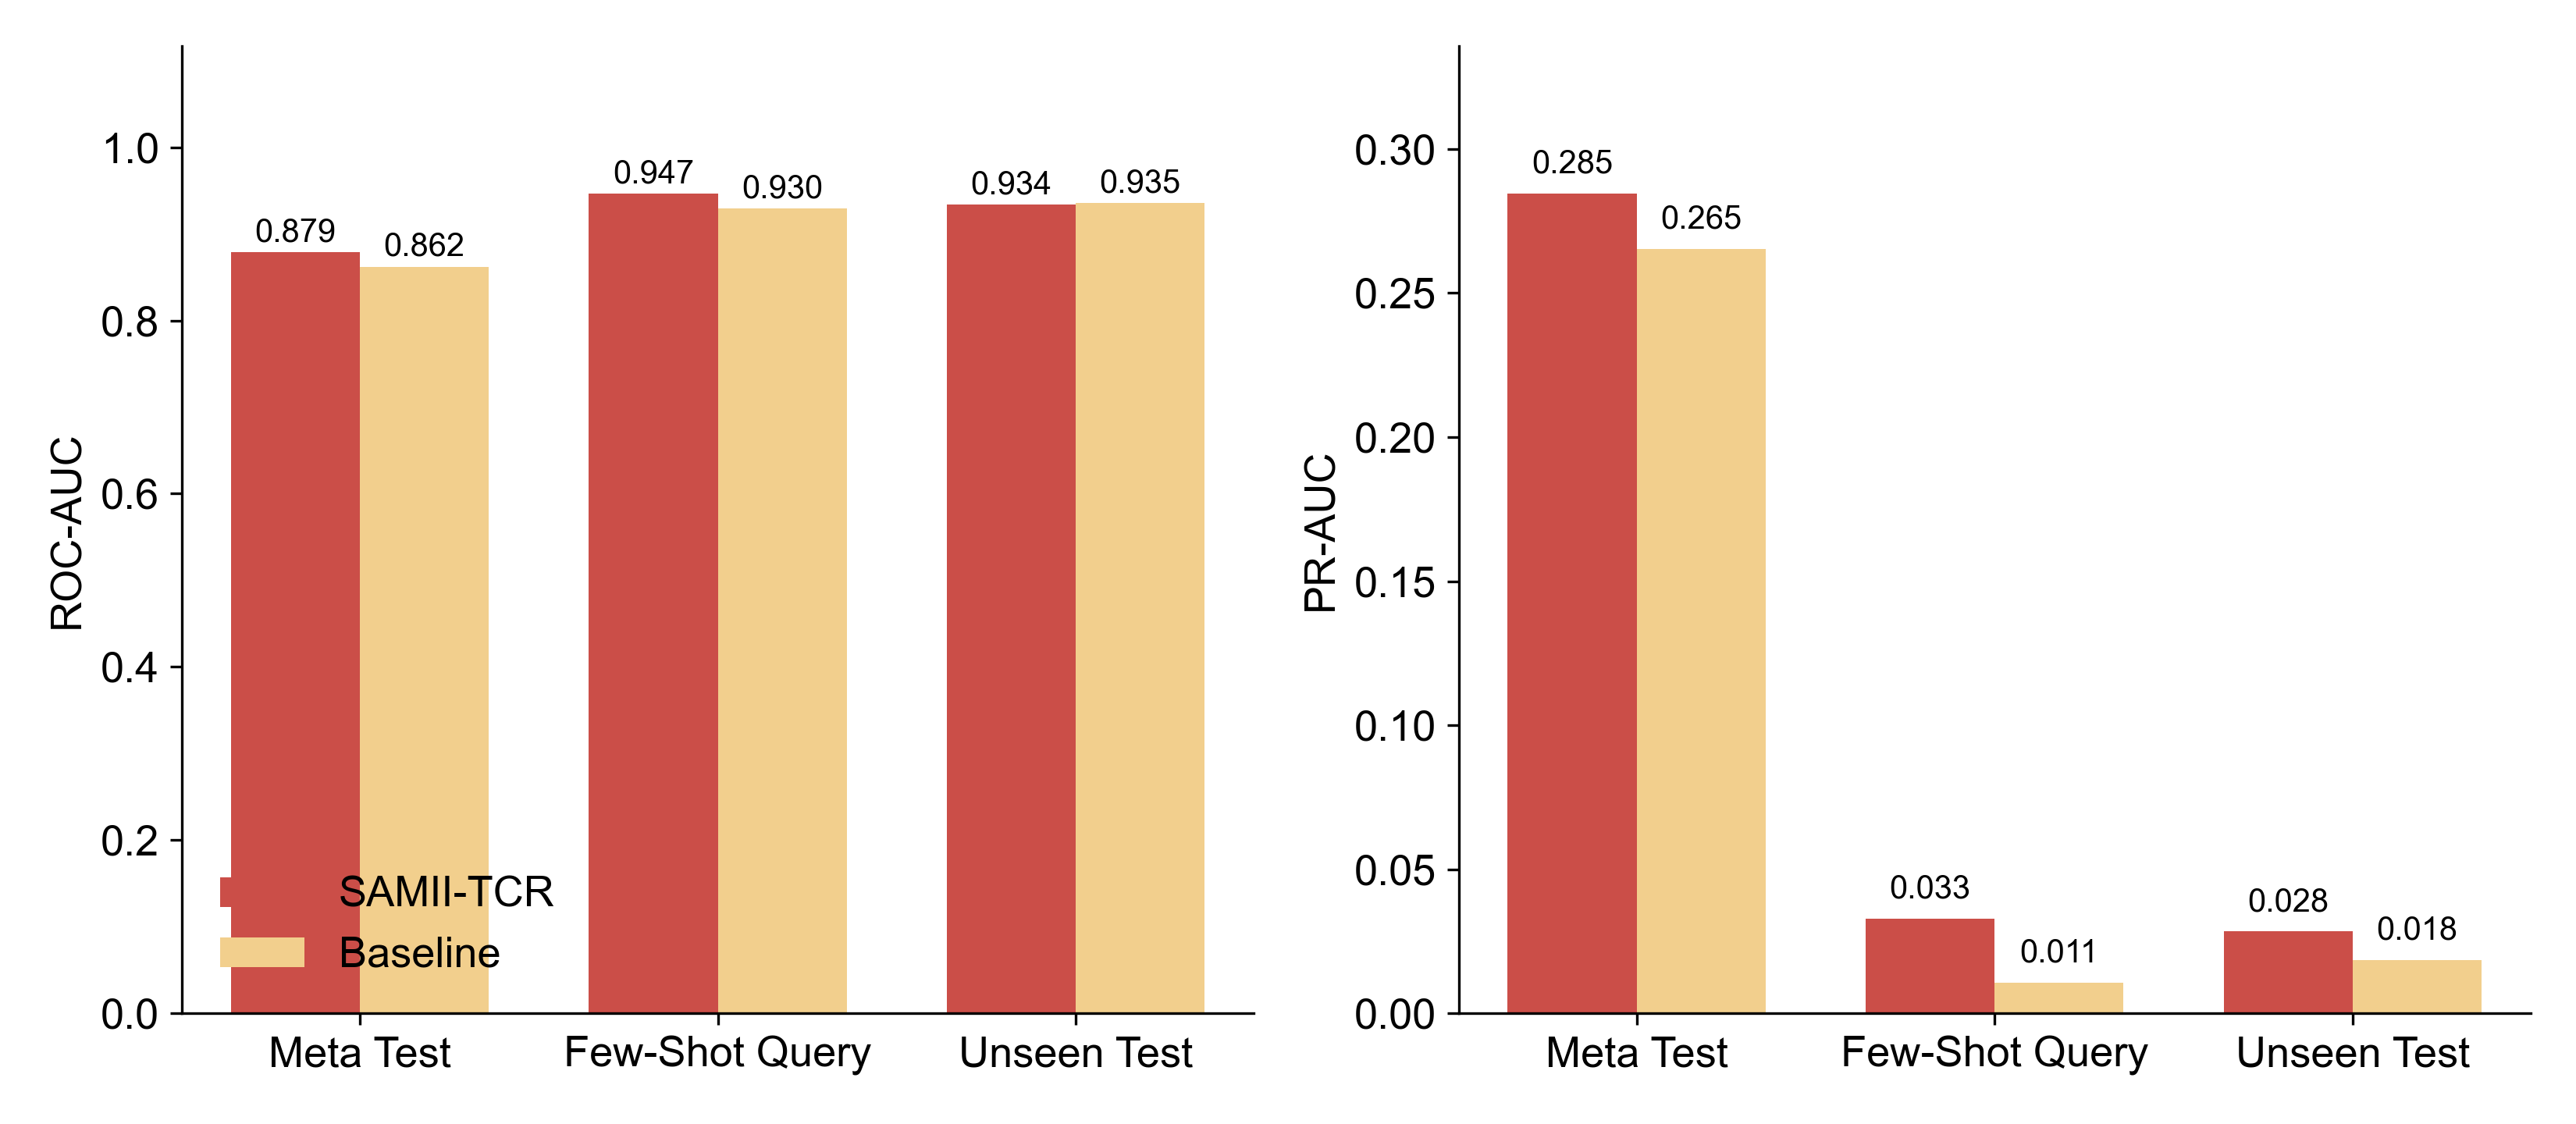 ROC-AUC
1.0
0.8
0.6
0.4
0.2
0.0
0.879
0.862
0.947
0.930
0.934
0.935
SAMII-TCR
Baseline
Meta Test
Few-Shot Query
Unseen Test
PR-AUC
0.30
0.25
0.20
0.15
0.10
0.05
0.00
0.285
0.265
0.033
0.011
0.028
0.018
Meta Test
Few-Shot Query
Unseen Test